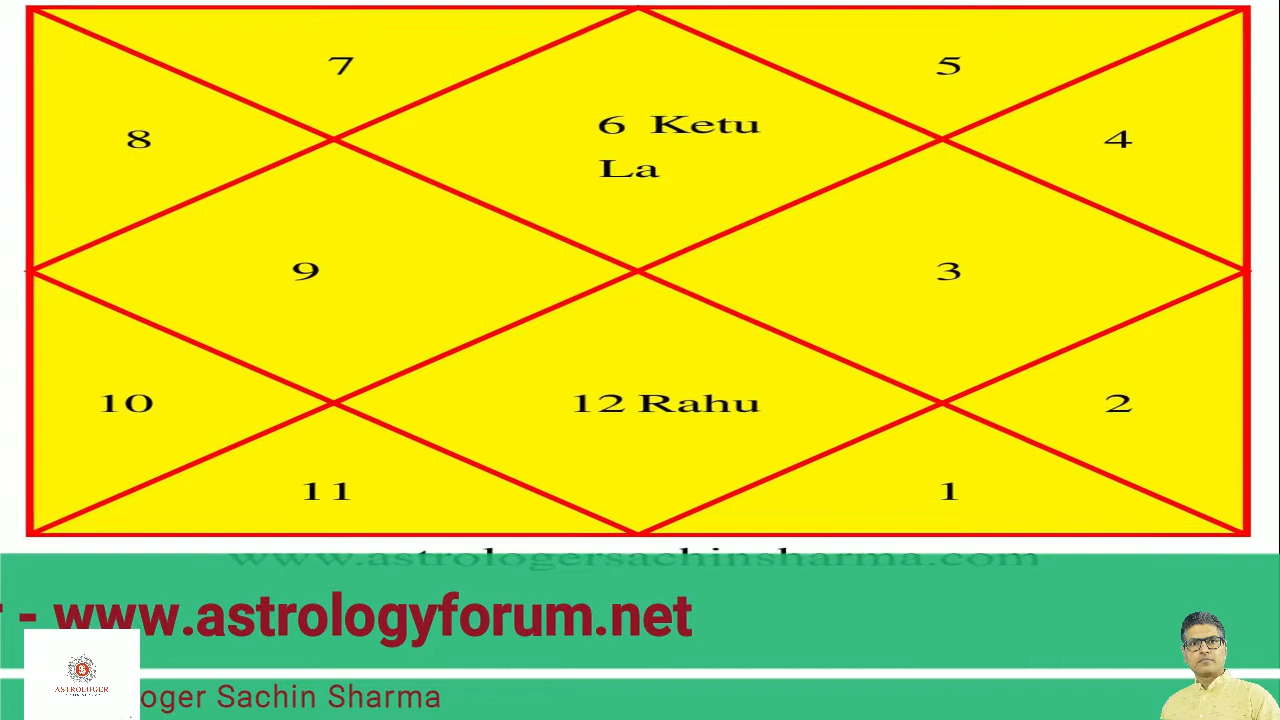 7
5
8
6 Ketu
La
4
9
3
10
12 Rahu
2
11
1
www.astrologersachinsharma.com
- www.astrologyforum.net
ASTROLOGER
oger Sachin Sharma